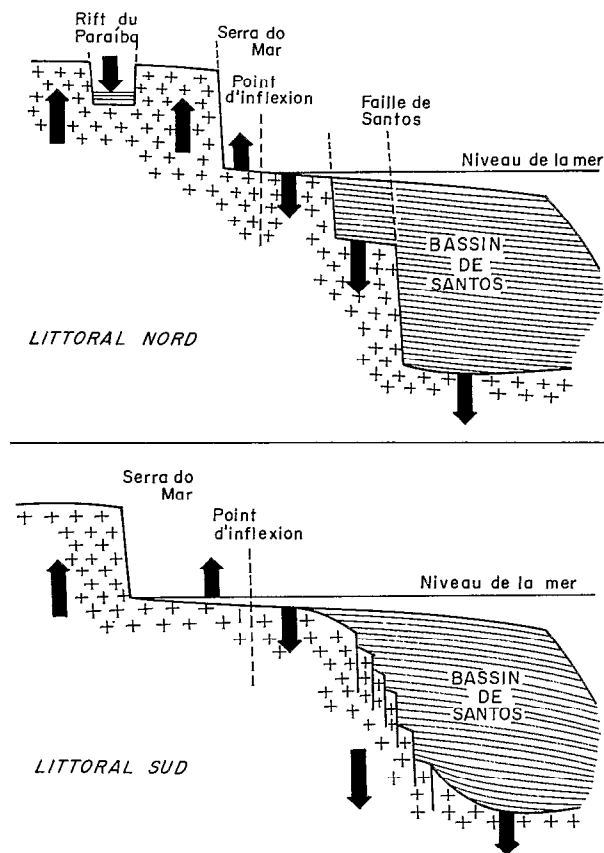 Rift du
Paraíba
Serra do
Mar
Point
d'inflexion
Faille de
Santos
Niveau de la mer
BASSIN
DE
SANTOS
LITTORAL NORD
Serra do
Mar
Point
d'inflexion
Niveau de la mer
BASSIN
DE
SANTOS
LITTORAL SUD